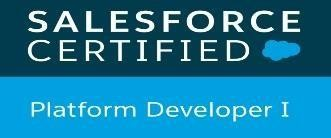 SALESFORCE
CERTIFIED
Platform Developer I